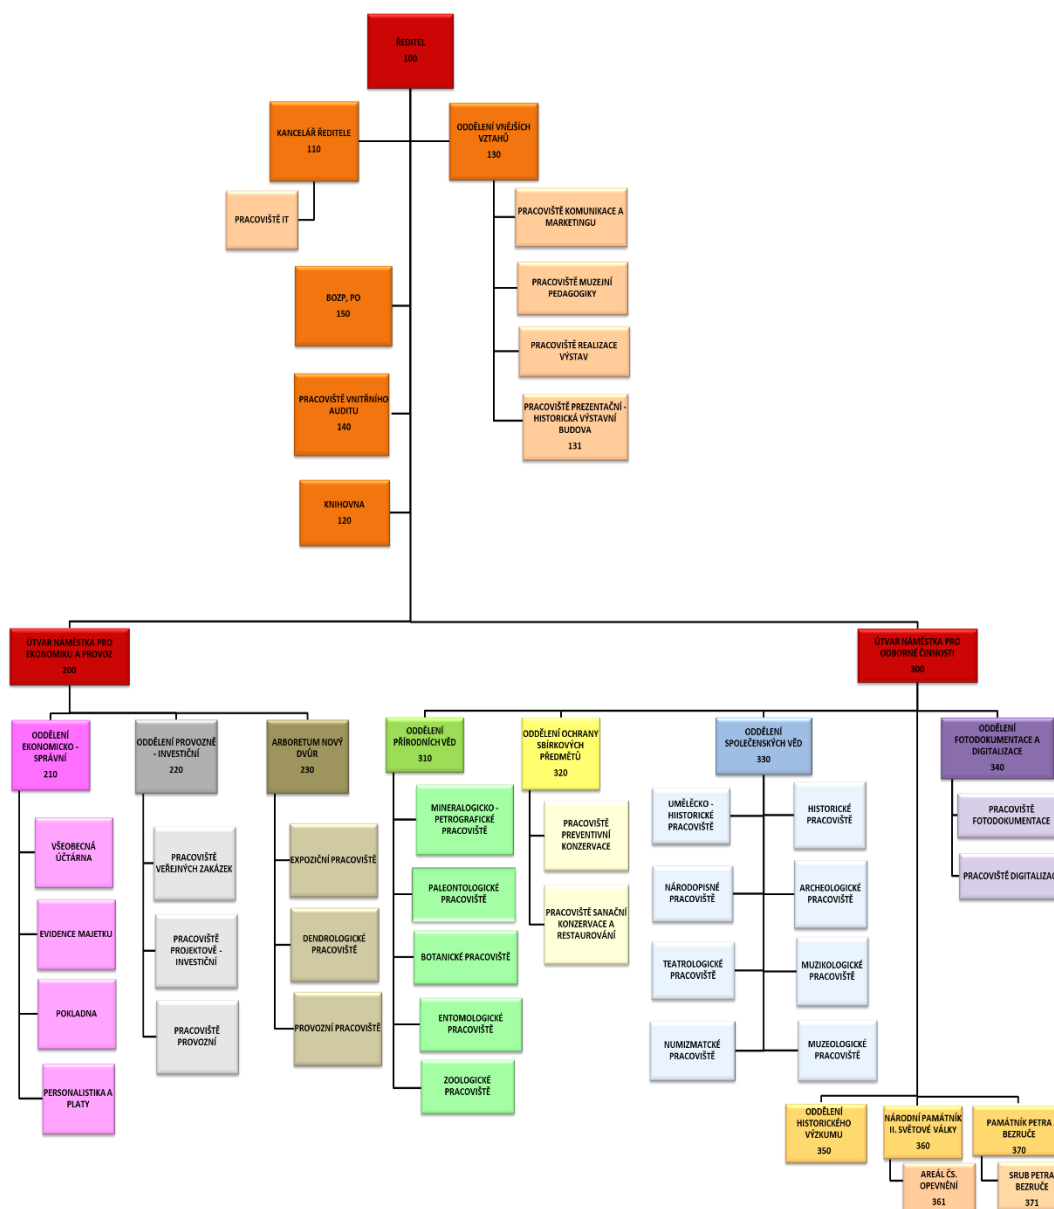 ŘEDITEL
100
KANCELÁŘ ŘEDITELE
110
ODDĚLENÍ VNĚJŠÍCH
VZTAHŮ
130
PRACOVIŠTĚ IT
PRACOVIŠTĚ KOMUNIKACE A
MARKETINGU
PRACOVIŠTĚ MUZEJNÍ
PEDAGOGIKY
PRACOVIŠTĚ REALIZACE
VÝSTAV
PRACOVIŠTĚ PREZENTAČNÍ -
HISTORICKÁ VÝSTAVNÍ
BUDOVA
131
BOZP, PO
150
PRACOVIŠTĚ VNITŘNÍHO
AUDITU
140
KNIHOVNA
120
ÚTVAR NÁMĚSTKA PRO
EKONOMIKU A PROVOZ
200
ÚTVAR NÁMĚSTKA PRO
ODBORNÉ ČINNOSTI
300
ODDĚLENÍ
EKONOMICKO -
SPRÁVNÍ
210
VŠEOBECNÁ
ÚČTÁRNA
EVIDENCE MAJETKU
POKLADNA
PERSONALISTIKA A
PLATY
ODDĚLENÍ PROVOZNĚ
- INVESTIČNÍ
220
PRACOVIŠTĚ
VEŘEJNÝCH ZAKÁZEK
PRACOVIŠTĚ
PROJEKTOVĚ -
INVESTIČNÍ
PRACOVIŠTĚ
PROVOZNÍ
ARBORETUM NOVÝ
DVŮR
230
EXPOZIČNÍ PRACOVIŠTĚ
DENDROLOGICKÉ
PRACOVIŠTĚ
PROVOZNÍ PRACOVIŠTĚ
ODDĚLENÍ
PŘÍRODNÍCH VĚD
310
MINERALOGICKO -
PETROGRAFICKÉ
PRACOVIŠTĚ
PALEONTOLOGICKÉ
PRACOVIŠTĚ
BOTANICKÉ PRACOVIŠTĚ
ENTOMOLOGICKÉ
PRACOVIŠTĚ
ZOOLOGICKÉ
PRACOVIŠTĚ
ODDĚLENÍ OCHRANY
SBÍRKOVÝCH
PŘEDMĚTŮ
320
PRACOVIŠTĚ
PREVENTIVNÍ
KONZERVACE
PRACOVIŠTĚ SANAČNÍ
KONZERVACE A
RESTAUROVÁNÍ
ODDĚLENÍ
SPOLEČENSKÝCH VĚD
330
UMĚLĚCKO -
HIISTORICKÉ
PRACOVIŠTĚ
HISTORICKÉ
PRACOVIŠTĚ
NÁRODOPISNÉ
PRACOVIŠTĚ
ARCHEOLOGICKÉ
PRACOVIŠTĚ
TEATROLOGICKÉ
PRACOVIŠTĚ
MUZIKOLOGICKÉ
PRACOVIŠTĚ
NUMIZMATCKÉ
PRACOVIŠTĚ
MUZEOLOGICKÉ
PRACOVIŠTĚ
ODDĚLENÍ
FOTODOKUMENTACE A
DIGITALIZACE
340
PRACOVIŠTĚ
FOTODOKUMENTACE
PRACOVIŠTĚ DIGITALIZAC
ODDĚLENÍ
HISTORICKÉHO
VÝZKUMU
350
NÁRODNÍ PAMÁTNÍK
II. SVĚTOVÉ VÁLKY
360
AREÁL ČS.
OPEVNĚNÍ
361
PAMÁTNÍK PETRA
BEZRUČE
370
SRUB PETRA
BEZRUČE
371